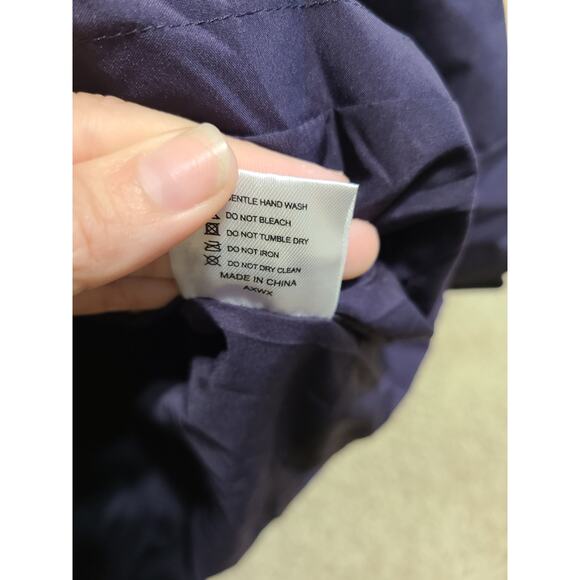 ENTLE HAND WASH
DO NOT BLEACH
DO NOT TUMBLE DRY
DO NOT IRON
DO NOT DRY CLEAN
MADE IN CHINA
AXWX